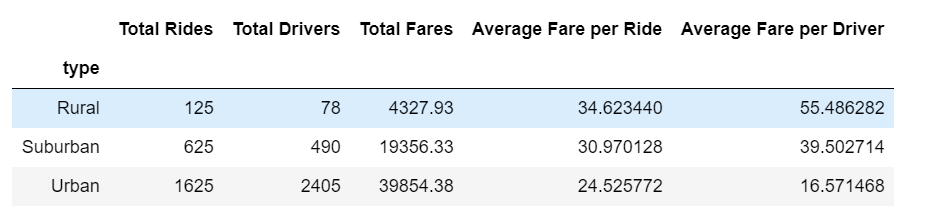 Total Rides Total Drivers Total Fares Average Fare per Ride Average Fare per Driver
type
Rural 125 78 4327.93 34.623440 55.486282
Suburban 625 490 19356.33 30.970128 39.502714
Urban 1625 2405 39854.38 24.525772 16.571468